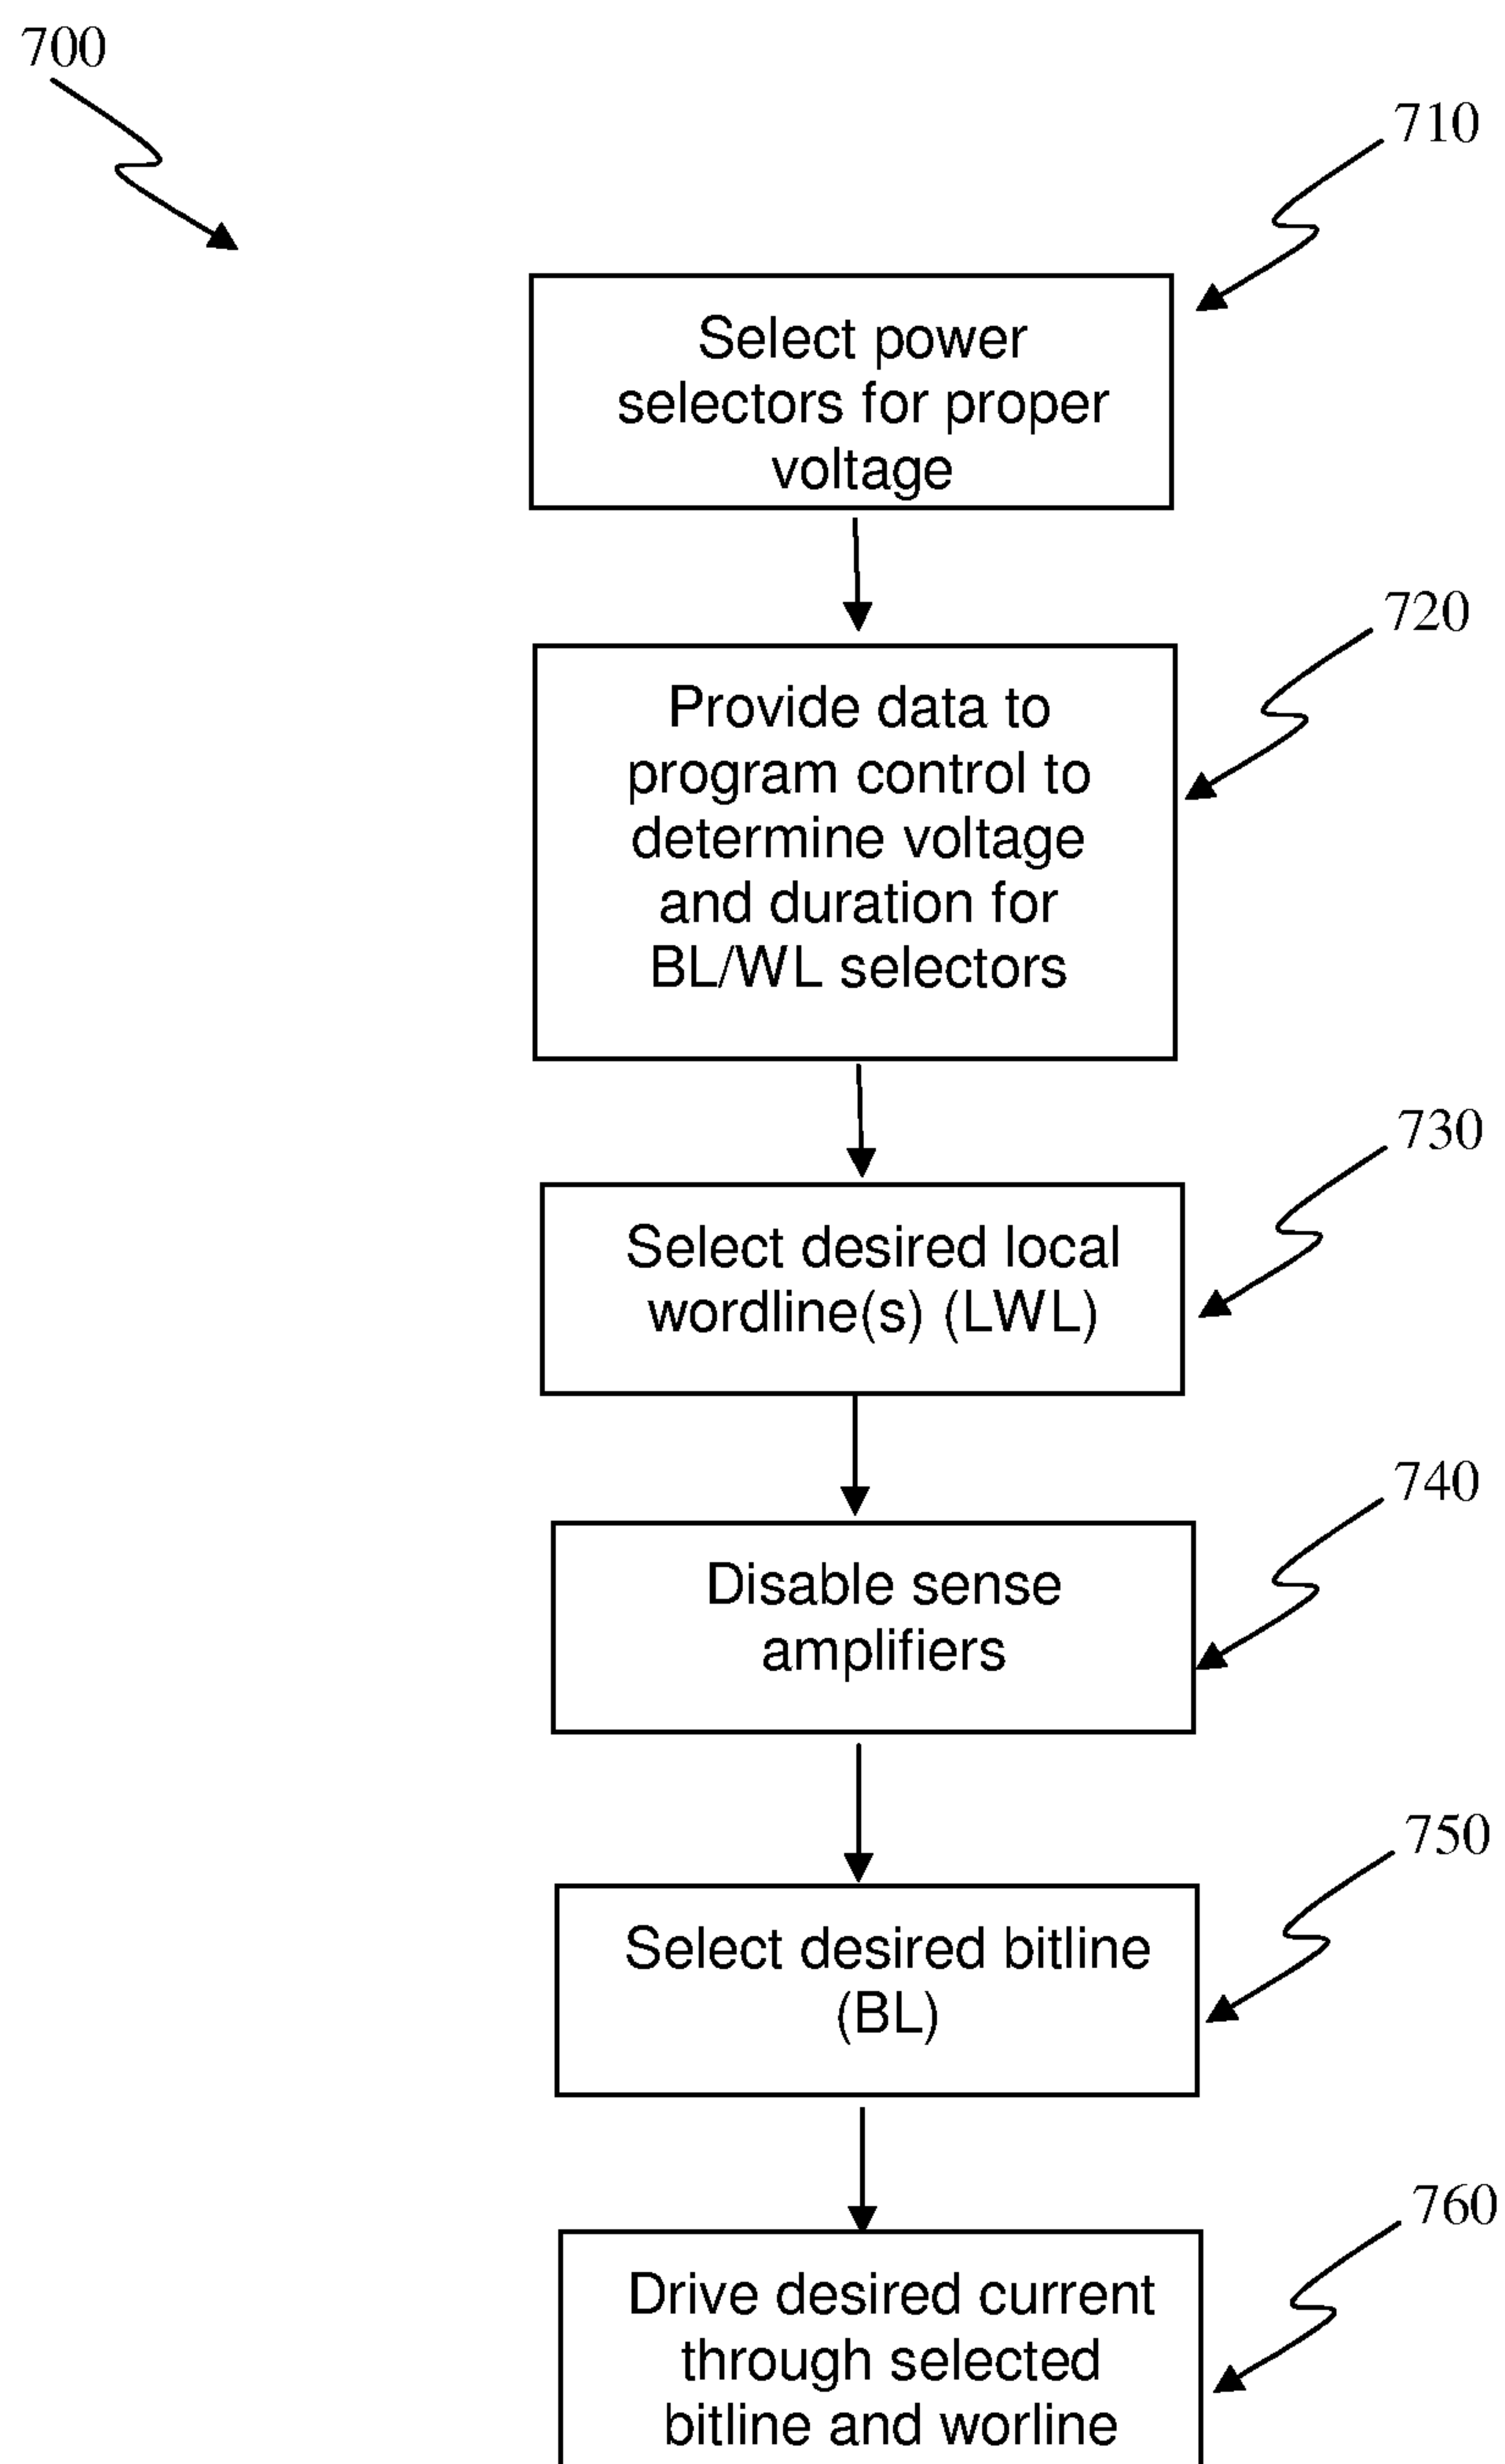 700
710
Select power
selectors for proper
voltage
720
Provide data to
program control to
determine voltage
and duration for
BL/WL selectors
730
Select desired local
wordline(s) (LWL)
740
Disable sense
amplifiers
750
Select desired bitline
(BL)
760
Drive desired current
through selected
bitline and worline